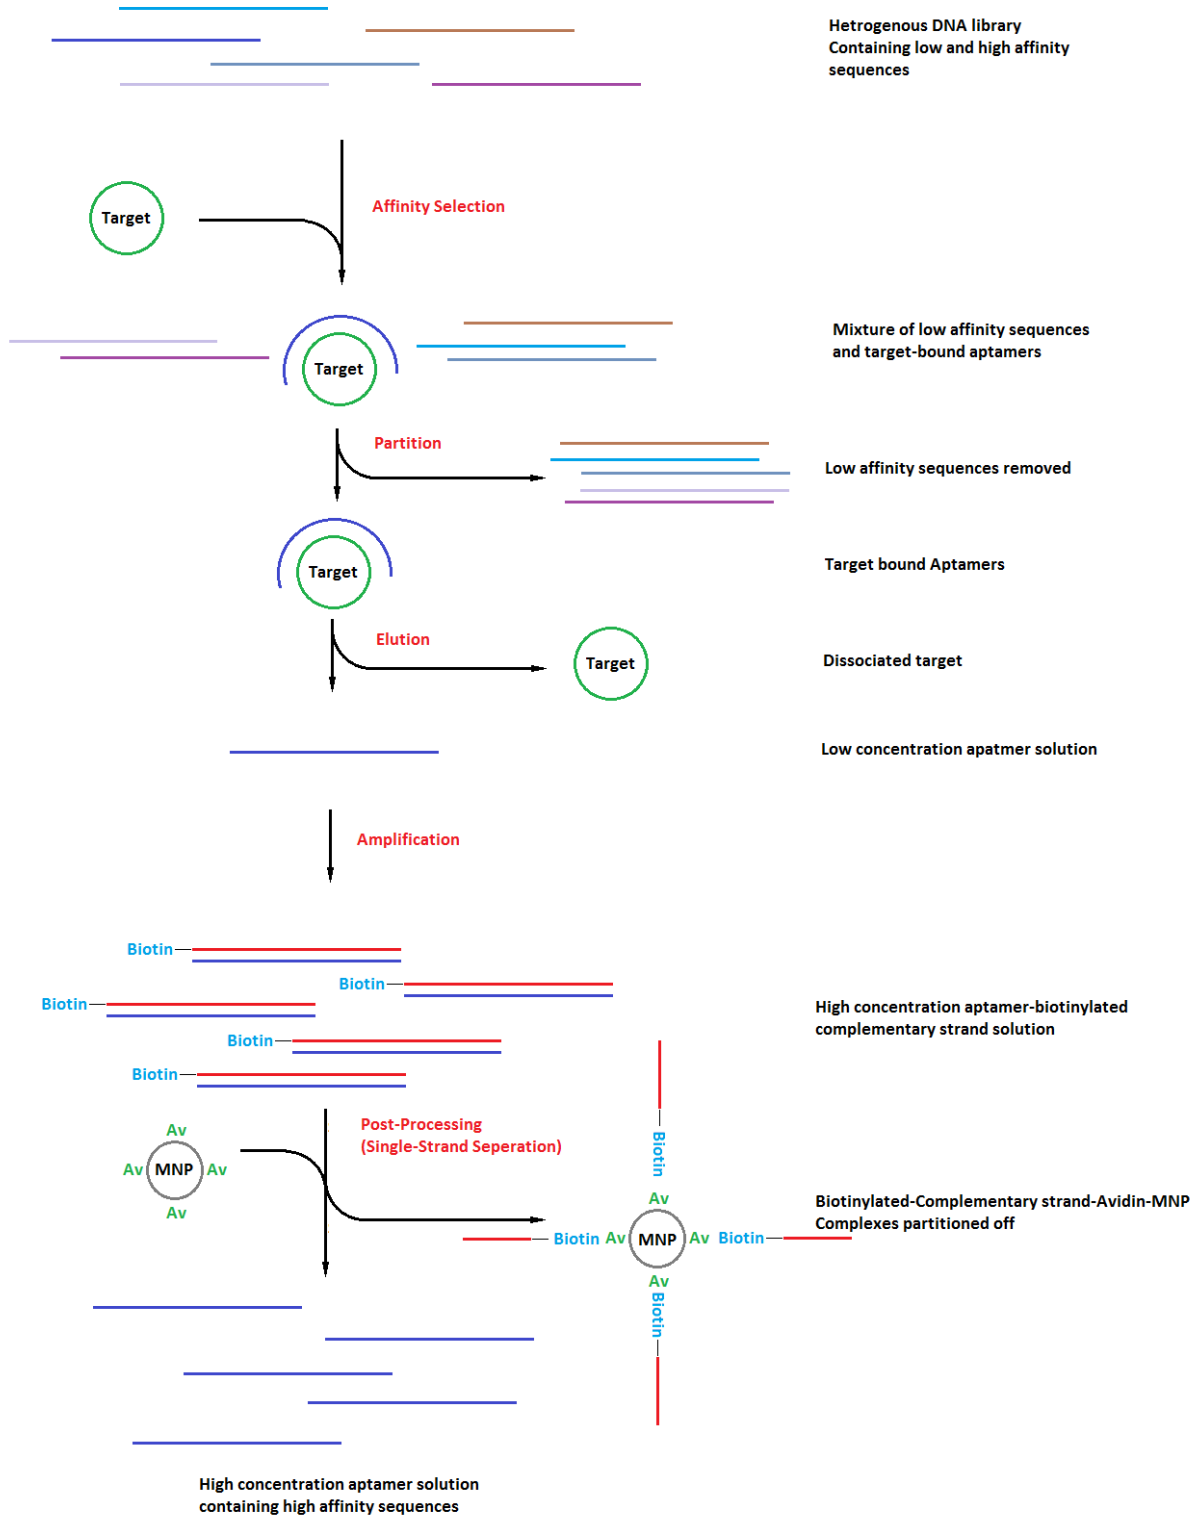 Hetrogenous DNA library
Containing low and high affinity
sequences
Target
Affinity Selection
Mixture of low affinity sequences
and target-bound aptamers
Target
Partition
Low affinity sequences removed
Target
Target bound Aptamers
Elution
Target
Dissociated target
Low concentration apatmer solution
Amplification
Biotin
Biotin
Biotin
Biotin
Biotin
High concentration aptamer-biotinylated
complementary strand solution
Post-Processing
(Single-Strand Seperation)
Av
Av MNP Av
Av
Biotin
Av
Biotin Av MNP Av Biotin
Av
Biotin
Biotinylated-Complementary strand-Avidin-MNP
Complexes partitioned off
High concentration aptamer solution
containing high affinity sequences